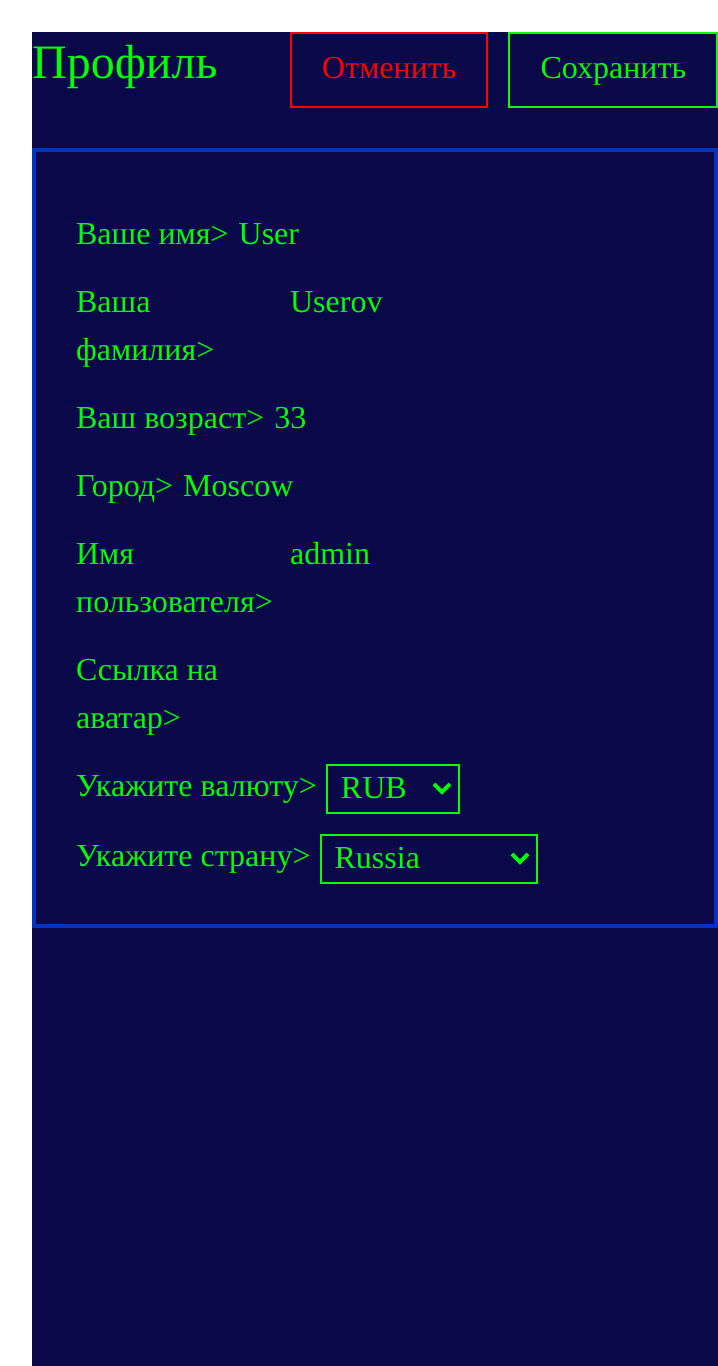 Профиль Отменить Сохранить
Ваше имя> User
Ваша Userov
фамилия>
Ваш возраст> 33
Город> Moscow
Имя admin
пользователя>
Ссылка на
аватар>
Укажите валюту> RUB
Укажите страну> Russia